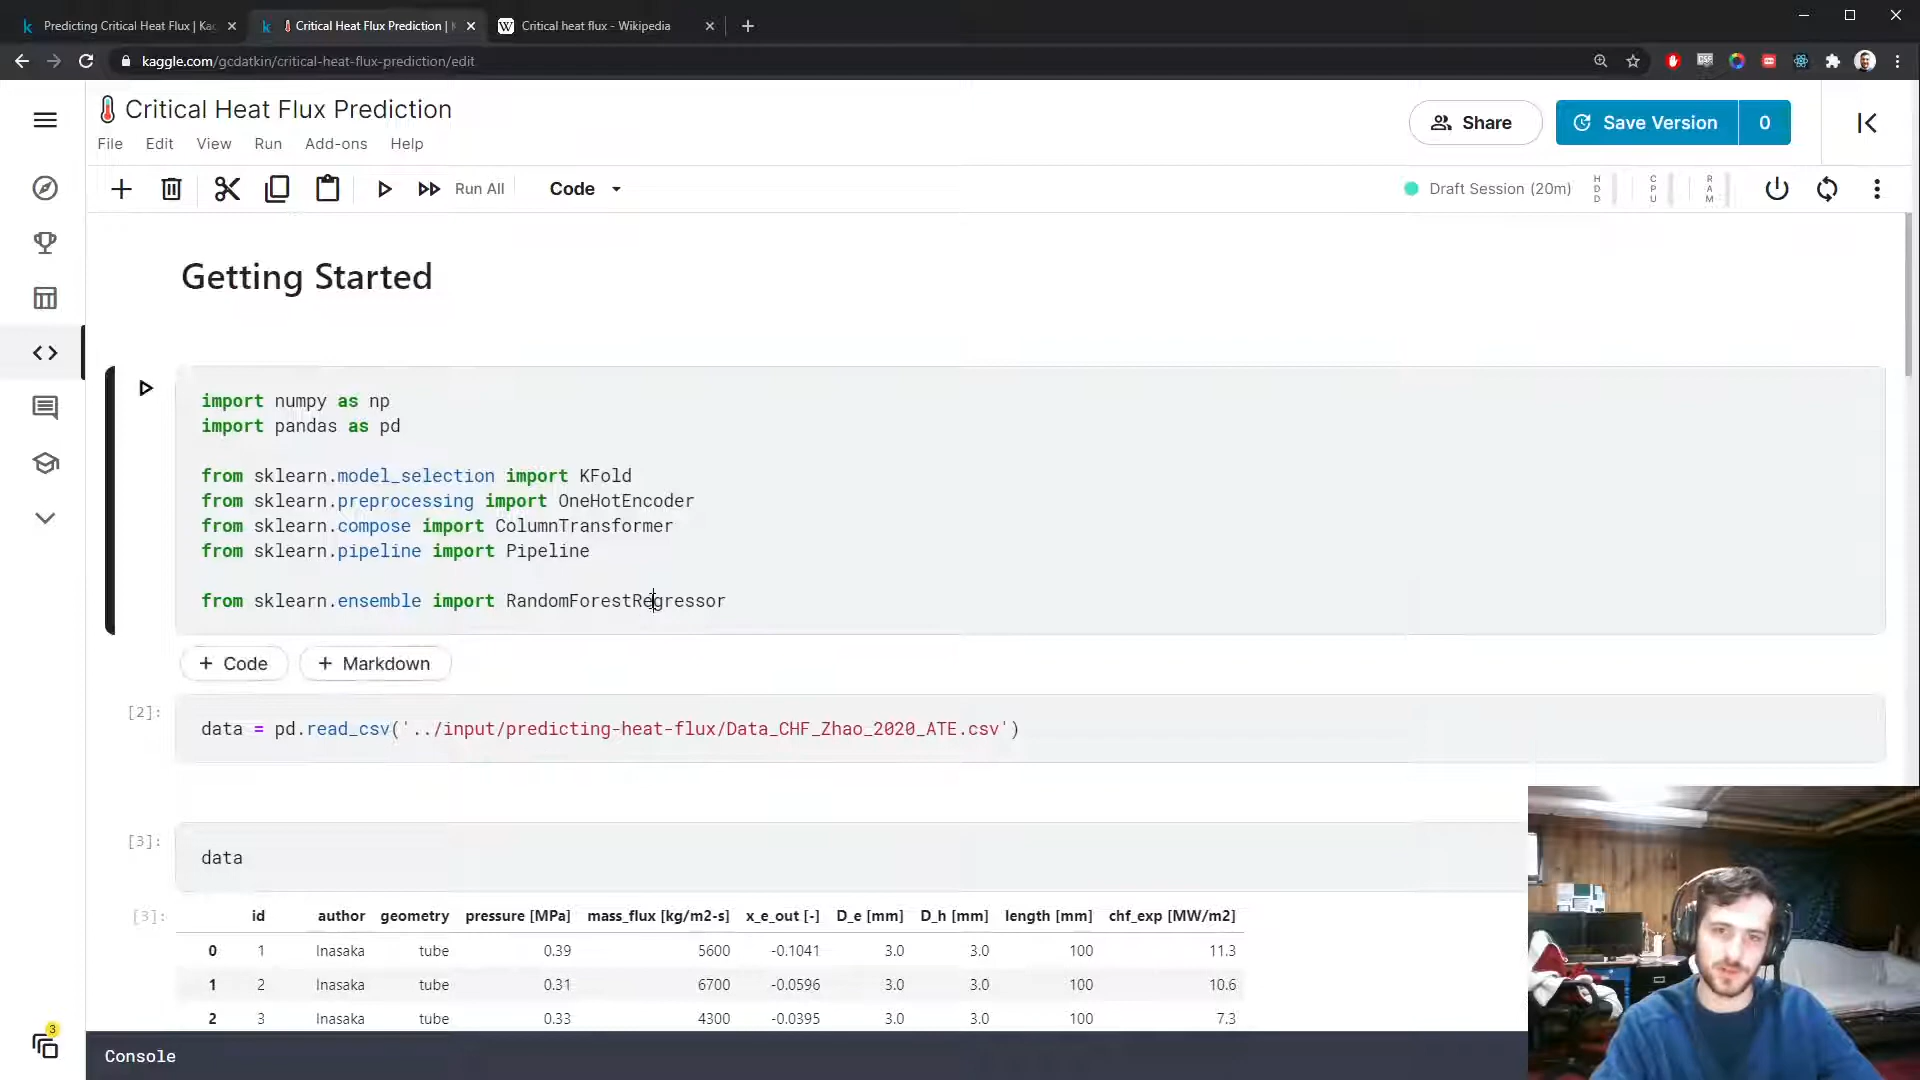 Predicting Critical Heat Flux | Ka
Critical Heat Flux Prediction |
Critical heat flux - Wikipedia
kaggle.com/gcdatkin/critical-heat-flux-prediction/edit
Critical Heat Flux Prediction
File Edit View Run Add-ons Help
Share
Save Version 0
Run All
Code
Draft Session (20m)
HDD
CPU
RAM
Getting Started
import numpy as np
import pandas as pd
from sklearn.model_selection import KFold
from sklearn.preprocessing import OneHotEncoder
from sklearn.compose import ColumnTransformer
from sklearn.pipeline import Pipeline
from sklearn.ensemble import RandomForestRegressor
+ Code + Markdown
[2]: data = pd.read_csv('../input/predicting-heat-flux/Data_CHF_Zhao_2020_ATE.csv')
[3]: data
[3]: id author geometry pressure [MPa] mass_flux [kg/m2-s] x_e_out [-] D_e [mm] D_h [mm] length [mm] chf_exp [MW/m2]
0 1 Inasaka tube 0.39 5600 -0.1041 3.0 3.0 100 11.3
1 2 Inasaka tube 0.31 6700 -0.0596 3.0 3.0 100 10.6
2 3 Inasaka tube 0.33 4300 -0.0395 3.0 3.0 100 7.3
3
Console